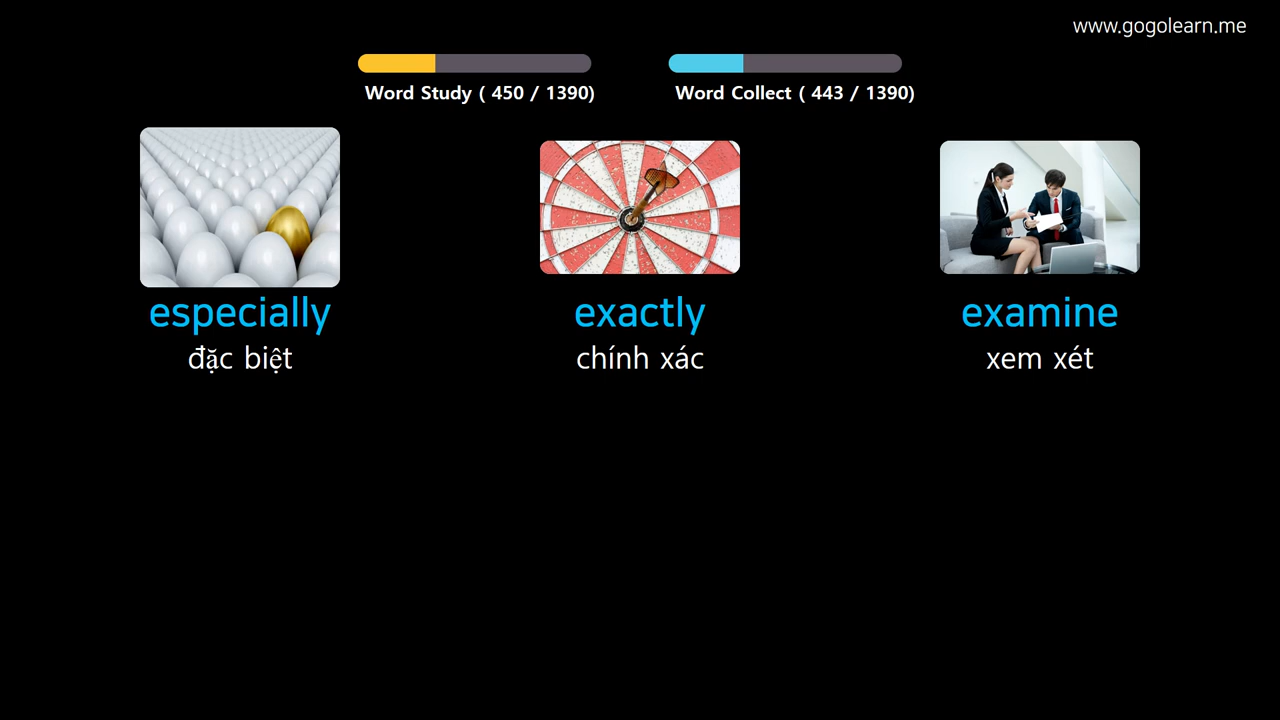 www.gogolearn.me
Word Study ( 450 / 1390)
Word Collect ( 443 / 1390)
especially
exactly
examine
đặc biệt
chính xác
xem xét